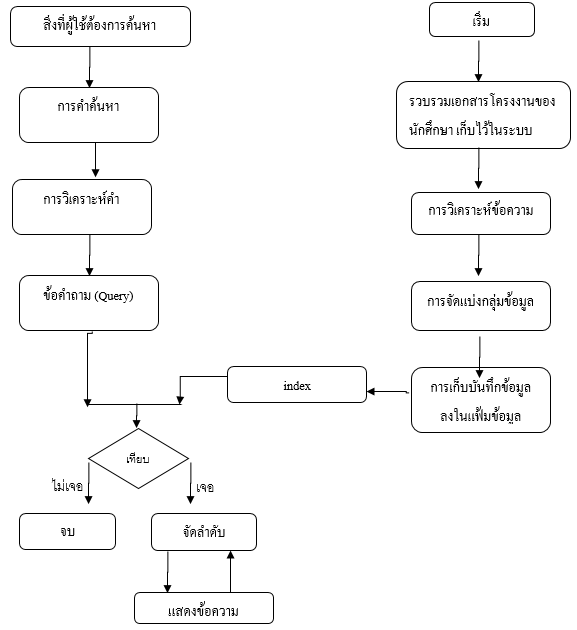 สิ่งที่ผู้ใช้ต้องการค้นหา
การคำค้นหา
การวิเคราะห์คำ
ข้อคำถาม (Query)
เริ่ม
รวบรวมเอกสารโครงงานของ
นักศึกษา เก็บไว้ในระบบ
การวิเคราะห์ข้อความ
การจัดแบ่งกลุ่มข้อมูล
การเก็บบันทึกข้อมูล
ลงในแฟ้มข้อมูล
index
เทียบ
ไม่เจอ
เจอ
จบ
จัดลำดับ
แสดงข้อความ